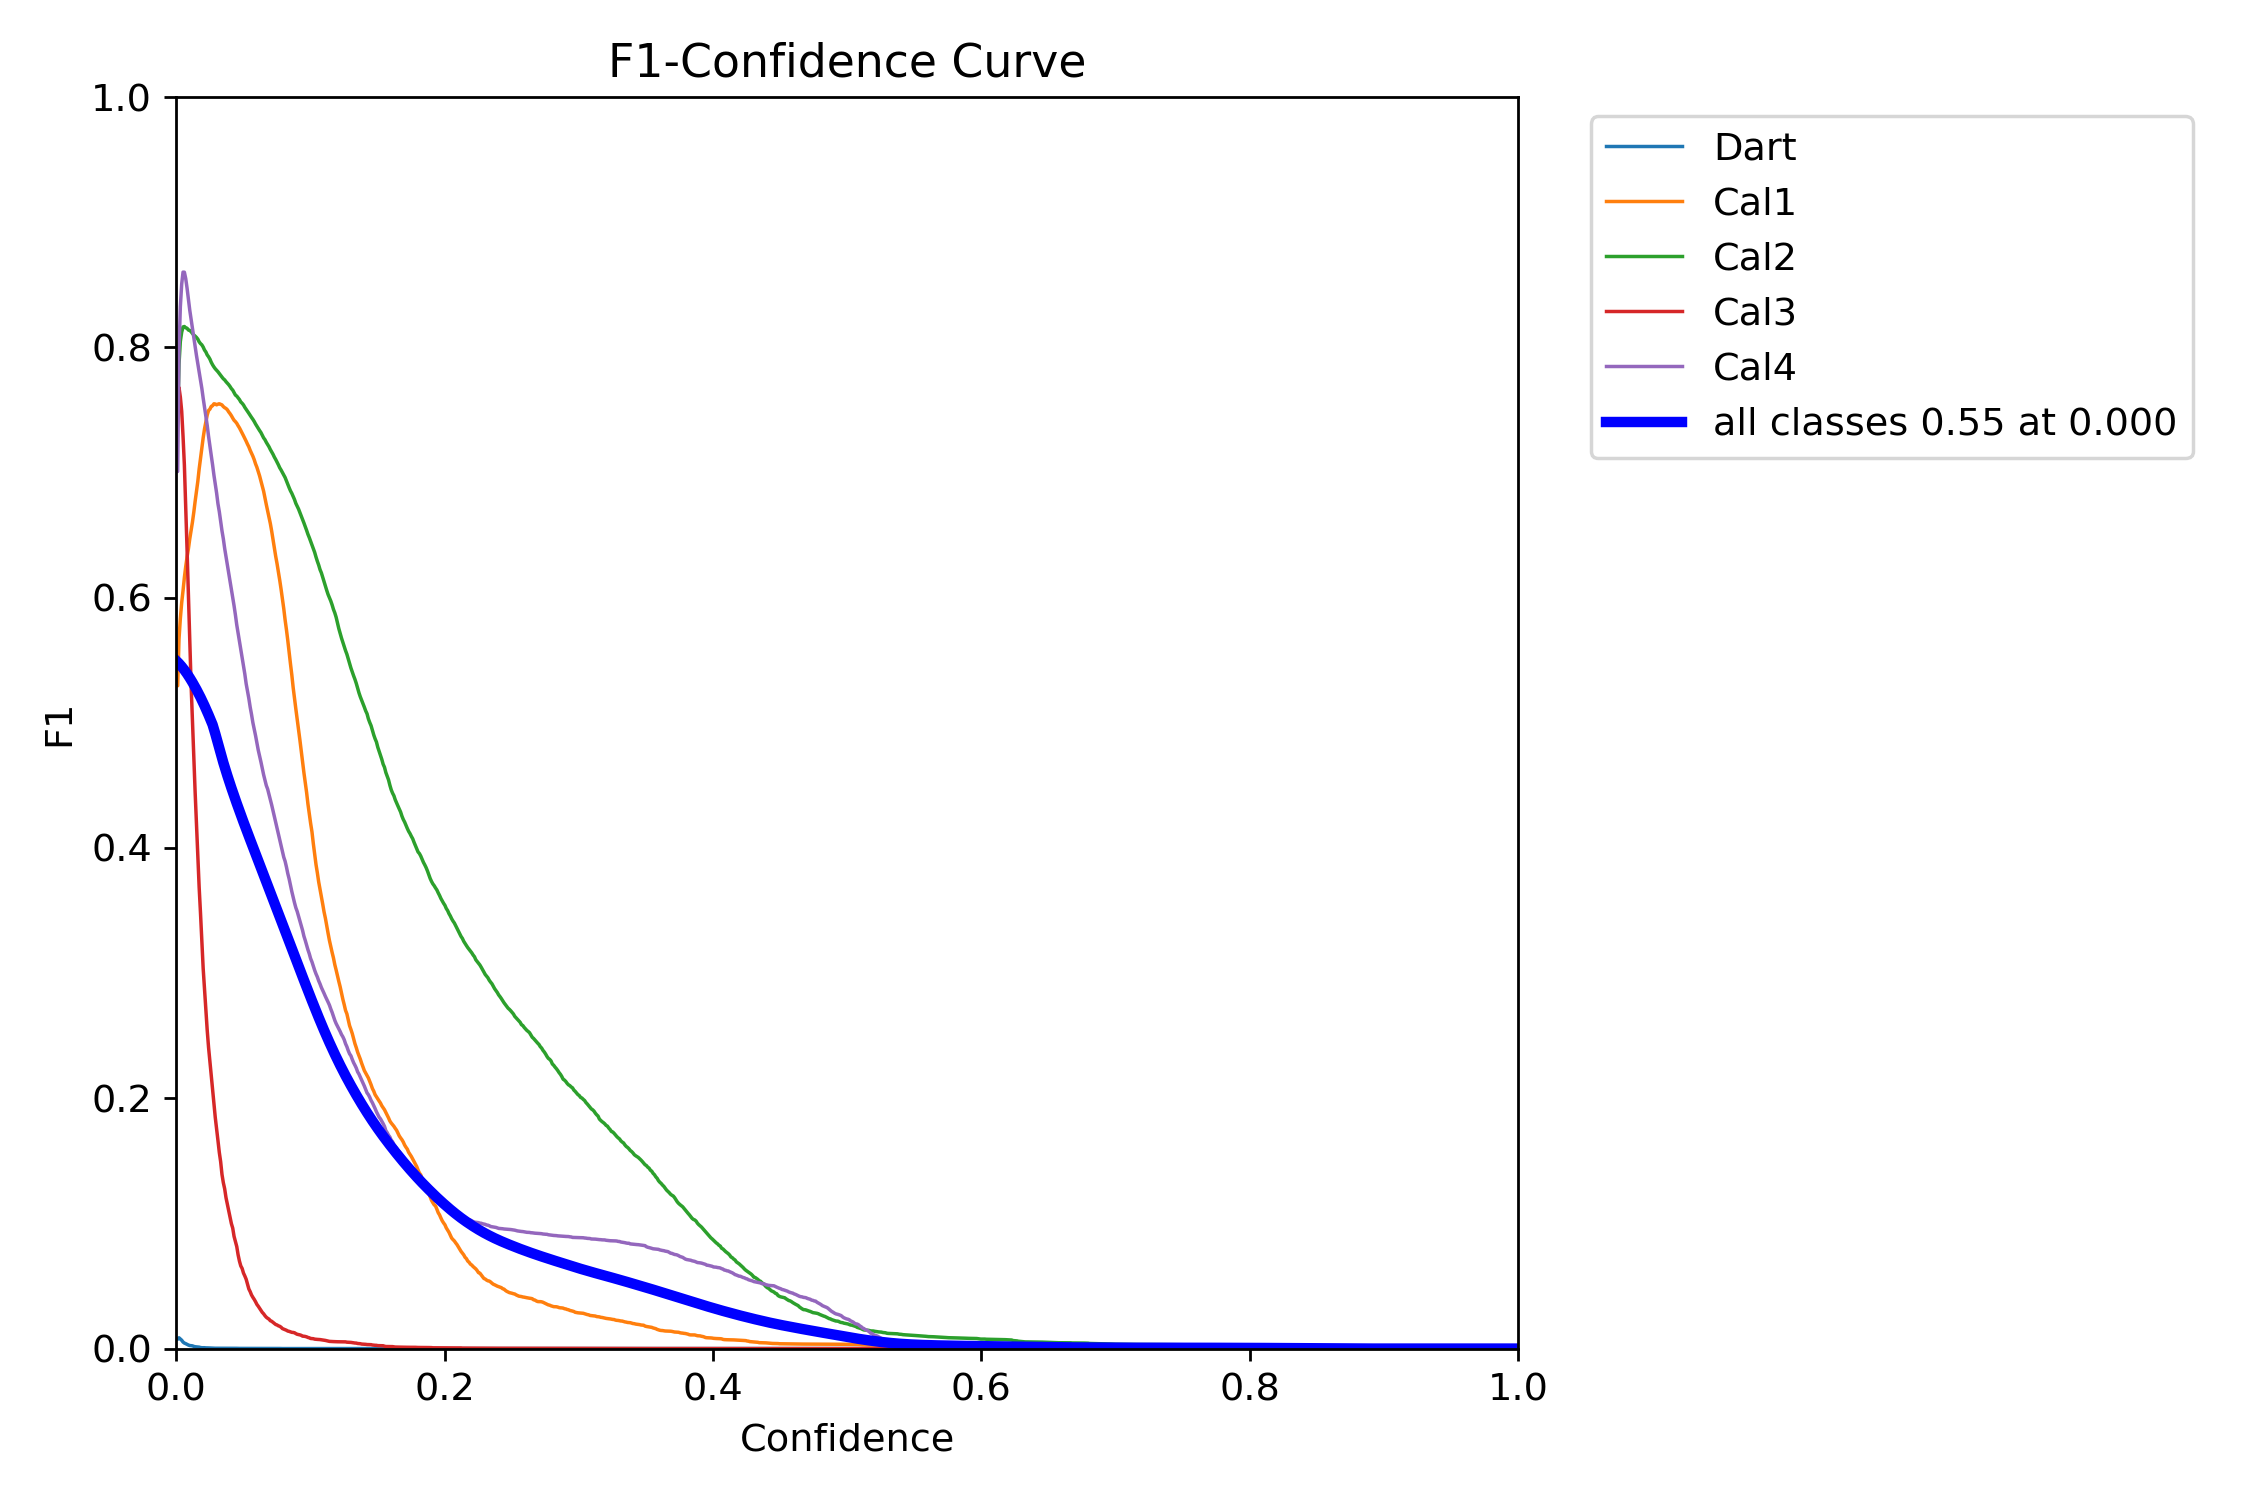 F1-Confidence Curve
1.0
0.8
0.6
0.4
0.2
0.0
F1
0.0 0.2 0.4 0.6 0.8 1.0
Confidence
Dart
Cal1
Cal2
Cal3
Cal4
all classes 0.55 at 0.000